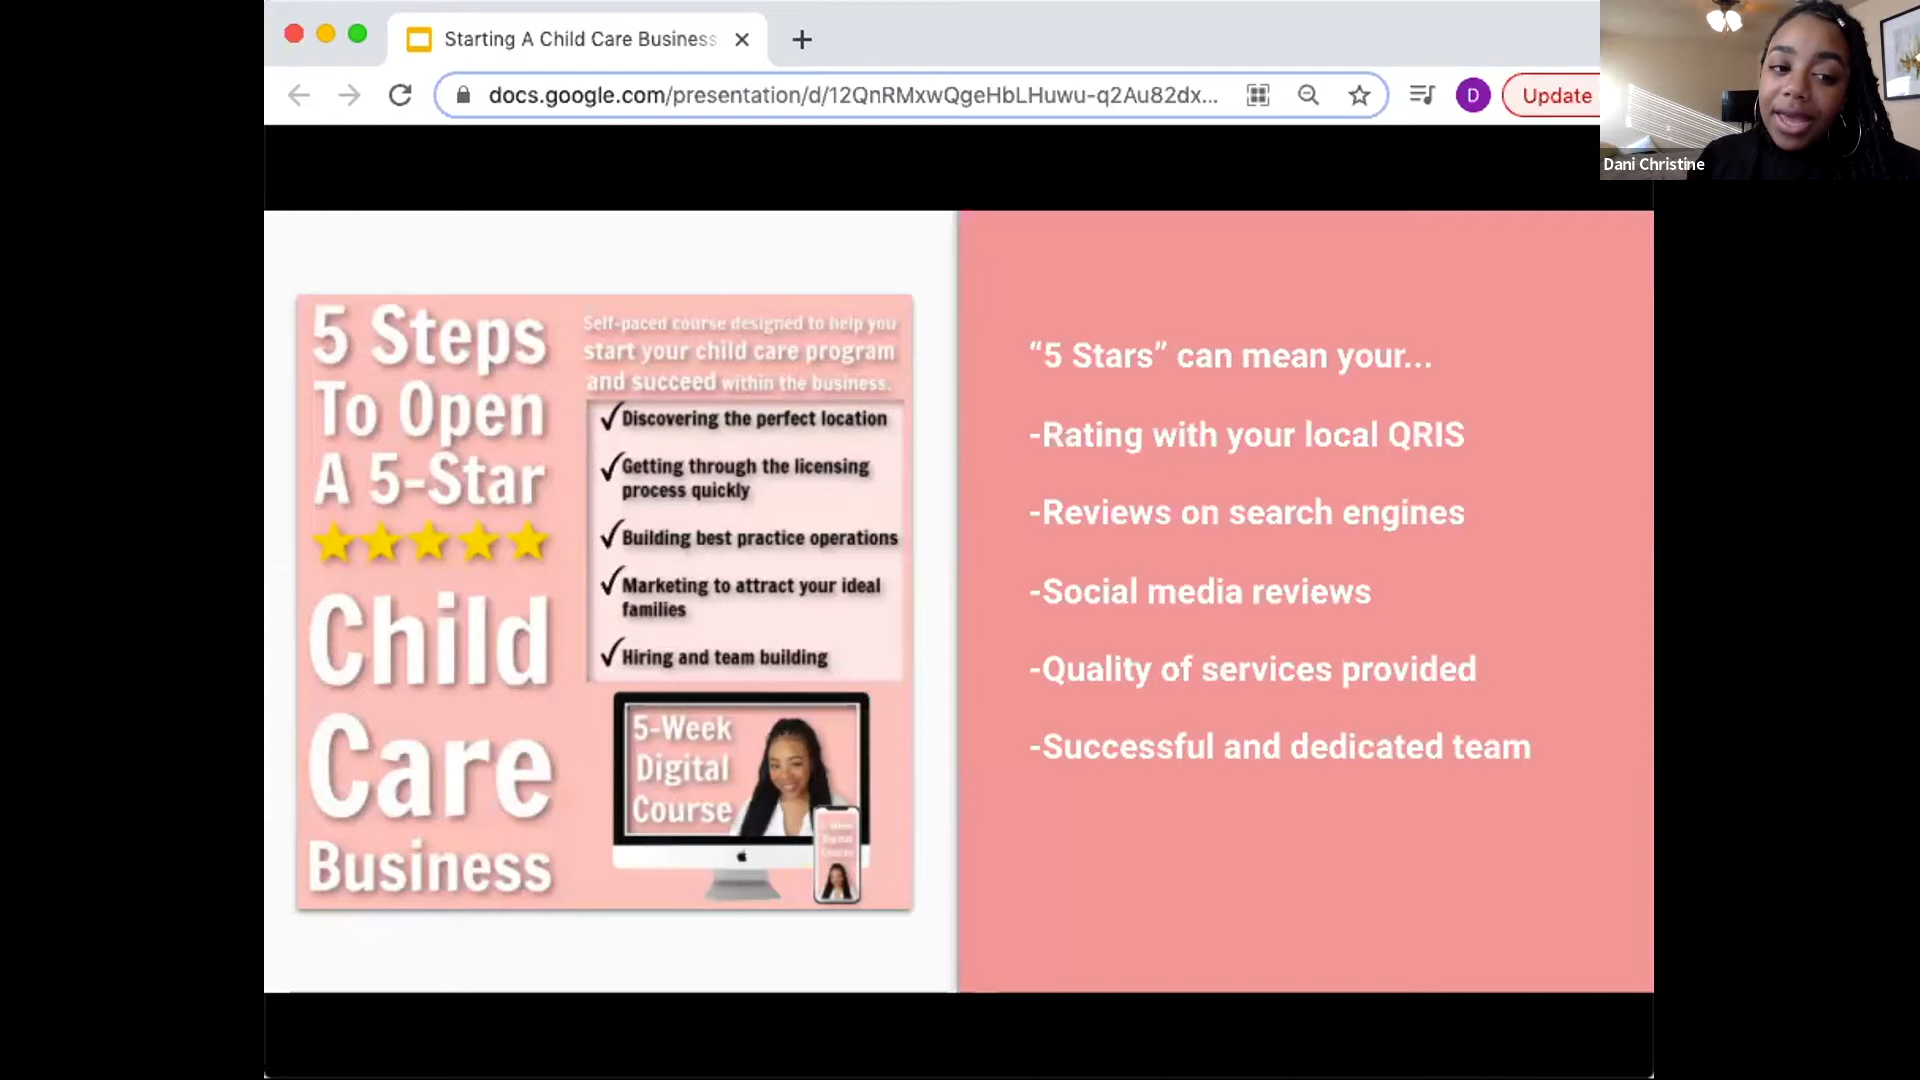 Starting A Child Care Business
docs.google.com/presentation/d/12QnRMxwQgeHbLHuwu-q2Au82dx...
D
Update
Dani Christine
5 Steps
To Open
A 5-Star
Child
Care
Business
Self-paced course designed to help you
start your child care program
and succeed within the business.
✓Discovering the perfect location
✓Getting through the licensing
process quickly
✓Building best practice operations
✓Marketing to attract your ideal
families
✓Hiring and team building
5-Week
Digital
Course
“5 Stars” can mean your...
-Rating with your local QRIS
-Reviews on search engines
-Social media reviews
-Quality of services provided
-Successful and dedicated team